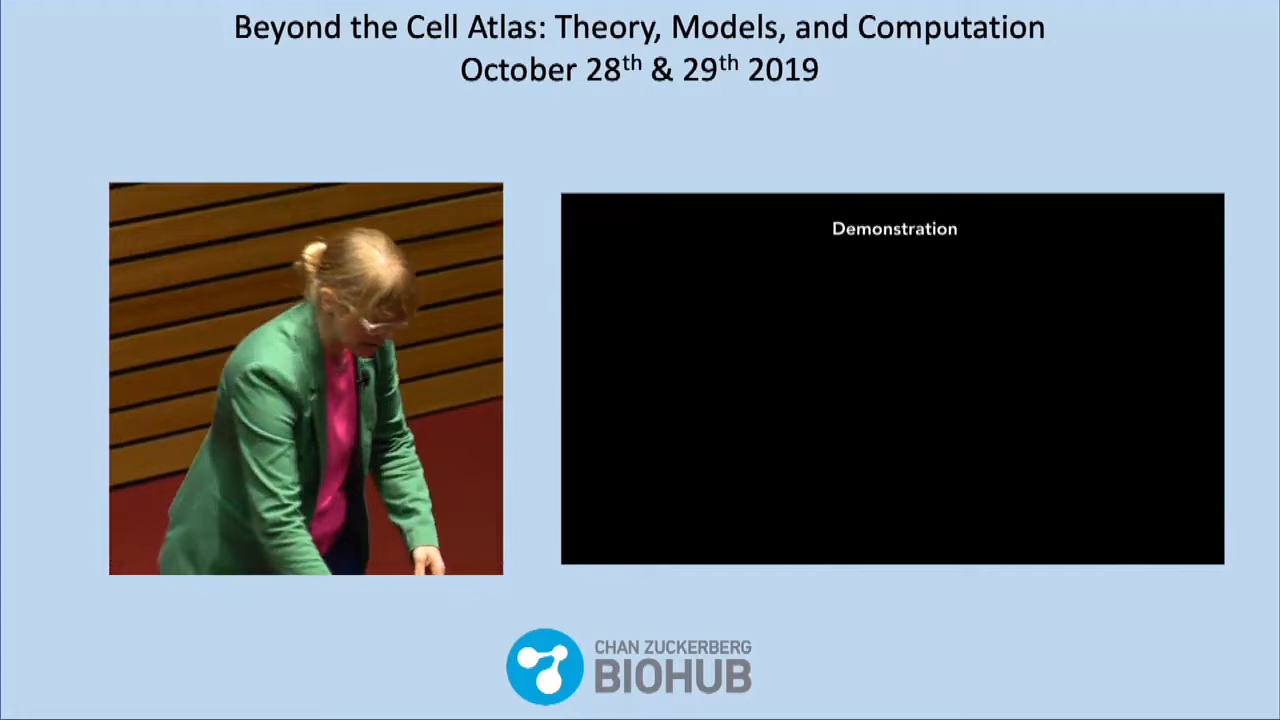 Beyond the Cell Atlas: Theory, Models, and Computation
October 28th & 29th 2019
Demonstration
CHAN ZUCKERBERG
BIOHUB